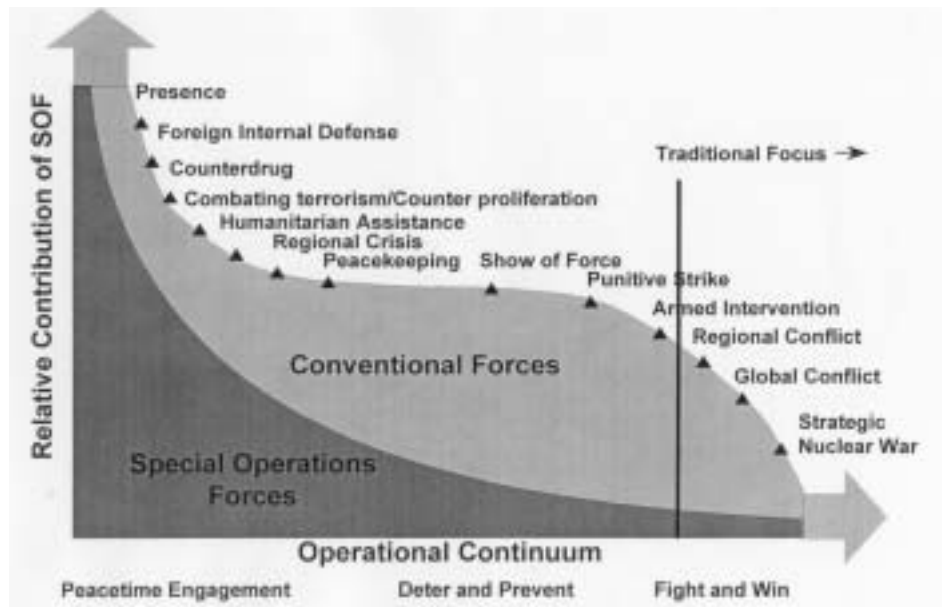 Relative Contribution of SOF
Presence
Foreign Internal Defense
Counterdrug
Combating terrorism/Counter proliferation
Humanitarian Assistance
Regional Crisis
Peacekeeping
Show of Force
Punitive Strike
Armed Intervention
Regional Conflict
Global Conflict
Strategic
Nuclear War
Traditional Focus →
Conventional Forces
Special Operations
Forces
Operational Continuum
Peacetime Engagement
Deter and Prevent
Fight and Win